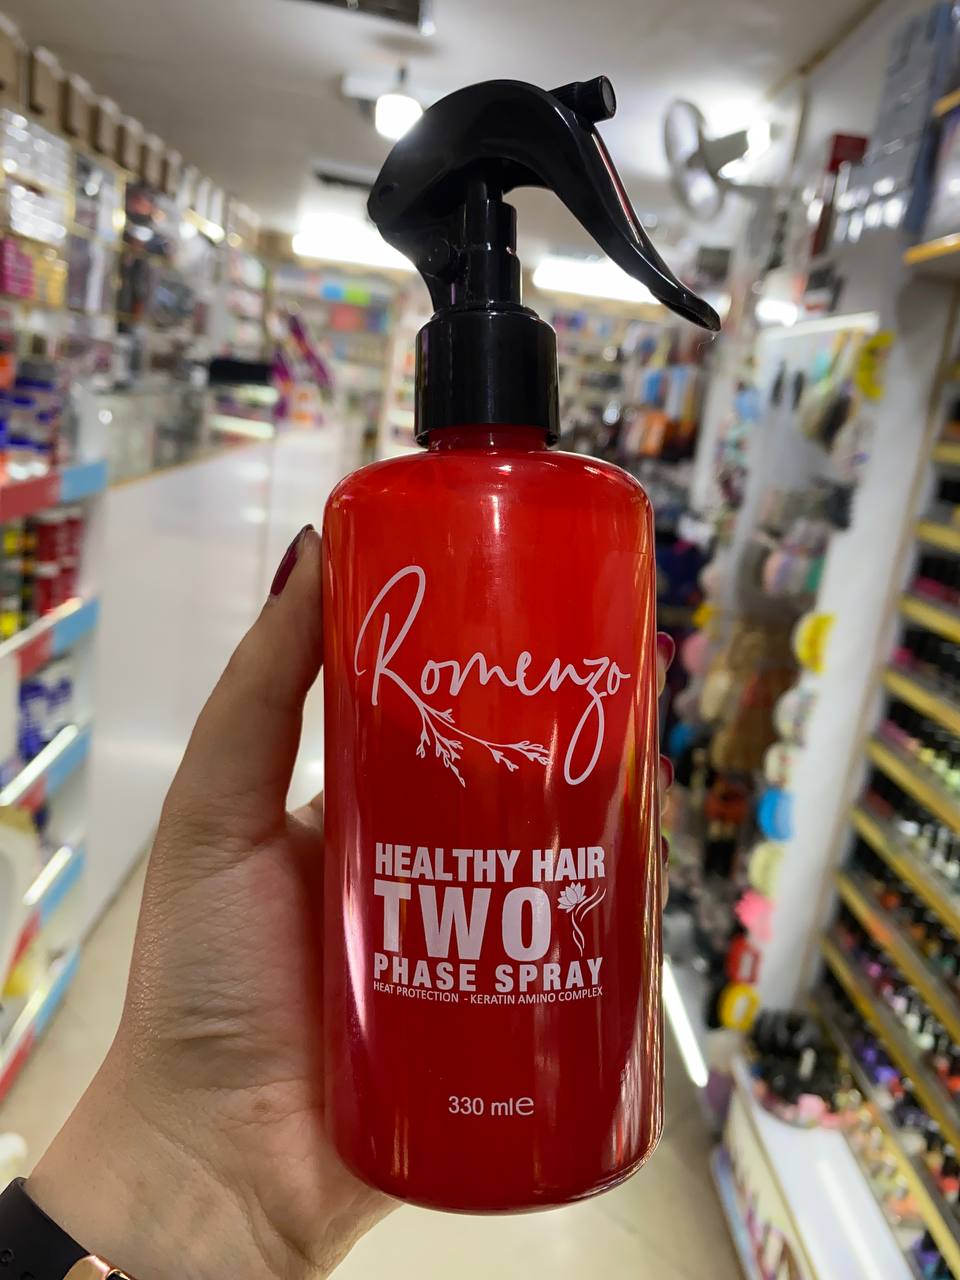 Romenzo
HEALTHY HAIR
TWO
PHASE SPRAY
HEAT PROTECTION - KERATIN AMINO COMPLEX
330 ml℮